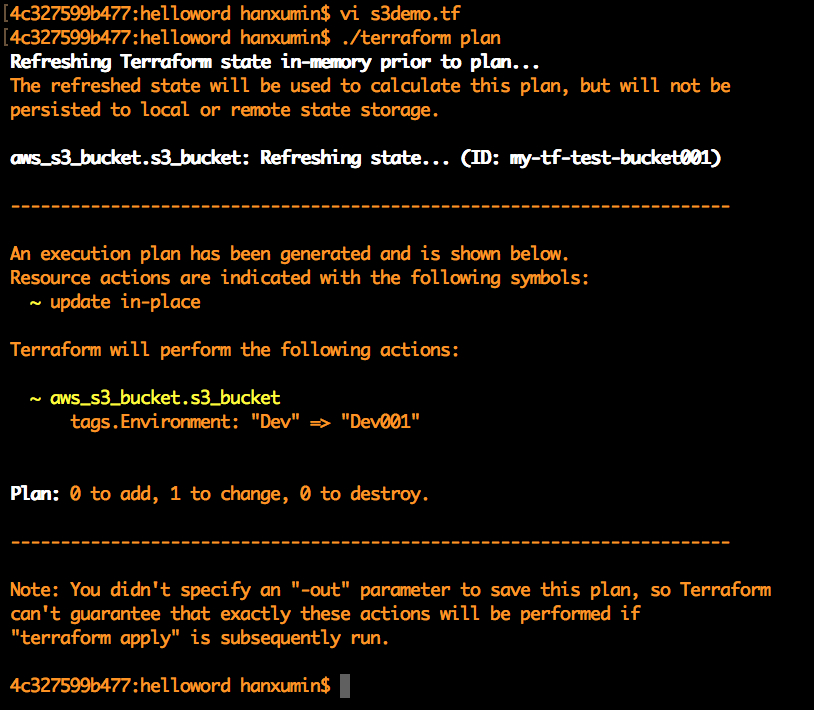 [4c327599b477:helloword hanxumin$ vi s3demo.tf
[4c327599b477:helloword hanxumin$ ./terraform plan
Refreshing Terraform state in-memory prior to plan...
The refreshed state will be used to calculate this plan, but will not be
persisted to local or remote state storage.
aws_s3_bucket.s3_bucket: Refreshing state... (ID: my-tf-test-bucket001)
------------------------------------------------------------------------
An execution plan has been generated and is shown below.
Resource actions are indicated with the following symbols:
  ~ update in-place
Terraform will perform the following actions:
  ~ aws_s3_bucket.s3_bucket
      tags.Environment: "Dev" => "Dev001"
Plan: 0 to add, 1 to change, 0 to destroy.
------------------------------------------------------------------------
Note: You didn't specify an "-out" parameter to save this plan, so Terraform
can't guarantee that exactly these actions will be performed if
"terraform apply" is subsequently run.
4c327599b477:helloword hanxumin$